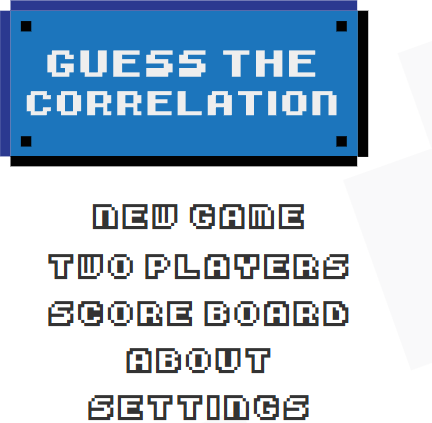 GUESS THE
CORRELATION
NEW GAME
TWO PLAYERS
SCORE BOARD
ABOUT
SETTINGS